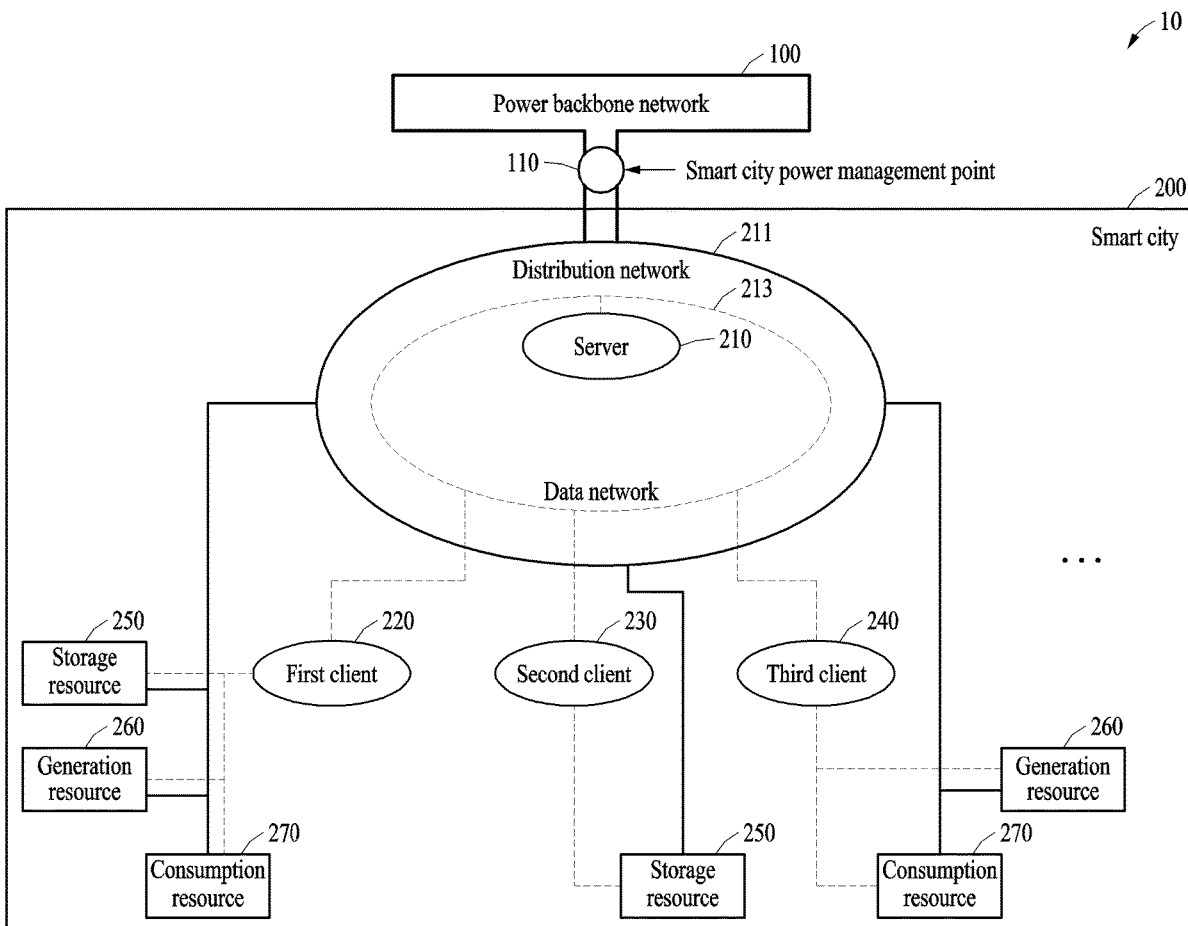 10
100
Power backbone network
110
Smart city power management point
200
Smart city
211
Distribution network
213
Server
210
Data network
...
250
Storage
resource
220
First client
230
Second client
240
Third client
260
Generation
resource
260
Generation
resource
270
Consumption
resource
250
Storage
resource
270
Consumption
resource